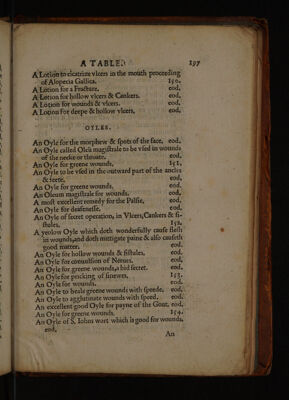 A TABLE.
197
A Lotion to cicatrize vlcers in the mouth proceeding
of Alopecia Gallica. 150.
A Lotion for a Fracture. eod.
A Lotion for hollow vlcers & Cankers. eod.
A Lotion for wounds & vlcers. eod.
A Lotion For deepe & hollow vlcers, eod.
OYLES.
An Oyle for the morphew & spots of the face, eod.
An Oyle called Oleũ magistrale to be vsed in wounds
of the necke or throate. eod.
An Oyle for greene wounds. 151.
An Oyle to be vsed in the outward part of the ancles
& feete. eod.
An Oyle for greene wounds. eod.
An Oleum magistrale for wounds. eod.
A most excellent remedy for the Palsie, eod.
An Oyle for deafnesse. eod.
An Oyle of secret operation, in Vlcers, Cankers & fi-
stules, 152.
A yeolow Oyle which doth wonderfully cause flesh
in wounds, and doth mittigate paine & also causeth
good matter. eod.
An Oyle for hollow wounds & fistules. eod.
An Oyle for contusion of Nerues. eod.
An Oyle for greene wounds, a hid secret. eod.
An Oyle for pricking of sinewes. 153.
An Oyle for wounds. eod.
An Oyle to heale greene wounds with speede, eod.
An Oyle to agglutinate wounds with speed. eod.
An excellent good Oyle for payne of the Gout. eod.
An Oyle for greene wounds. 154.
An Oyle of S. Iohns wort which is good for wounds,
eod.
An